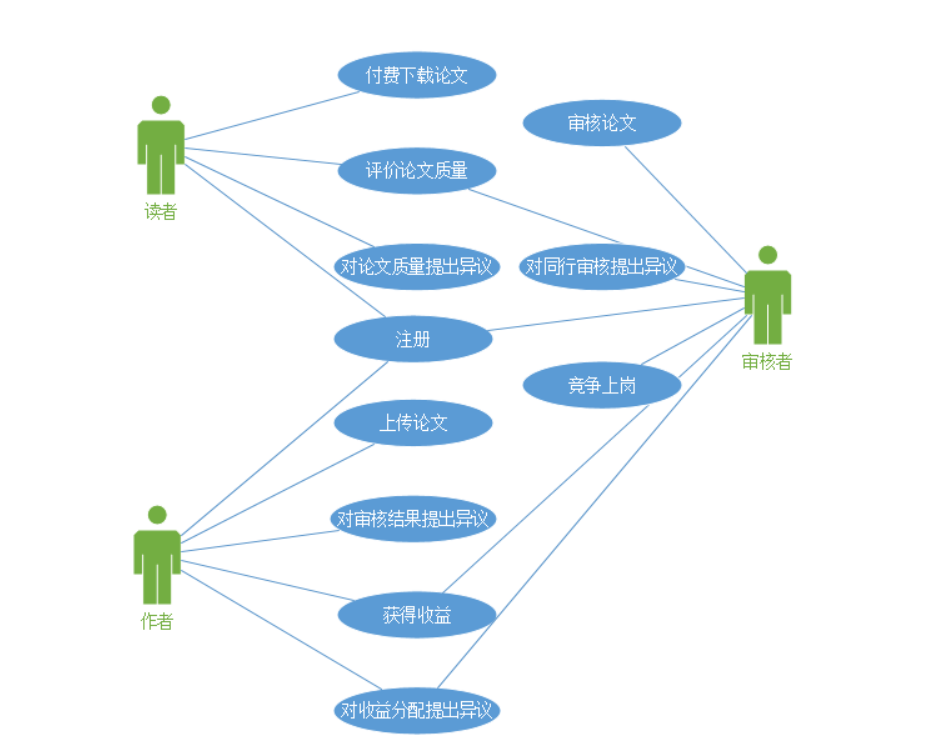 付费下载论文
审核论文
评价论文质量
读者
对论文质量提出异议
对同行审核提出异议
注册
审核者
竞争上岗
上传论文
对审核结果提出异议
获得收益
作者
对收益分配提出异议